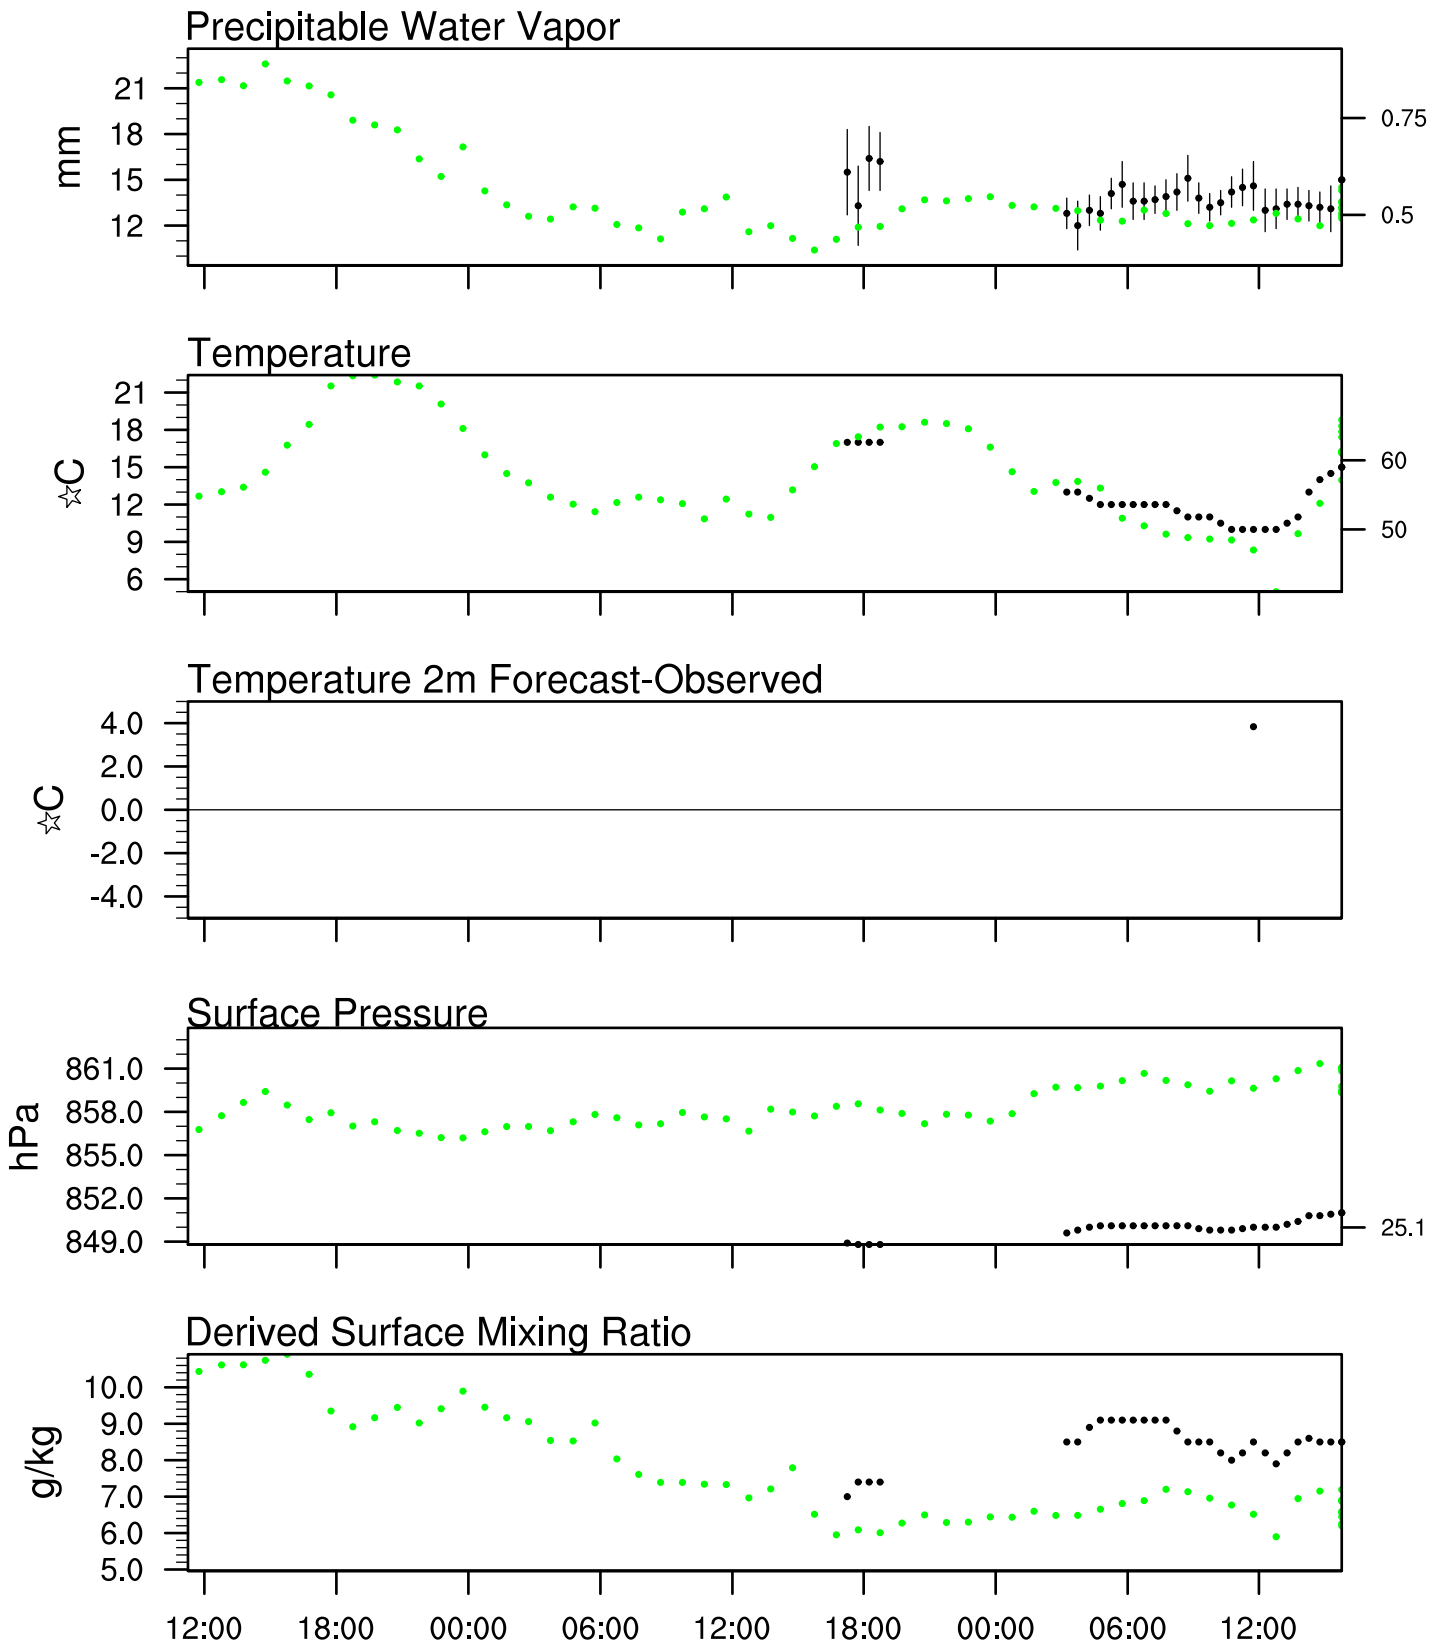 Precipitable Water Vapor
mm
21
18
15
12
0.75
0.5
Temperature
☆C
21
18
15
12
9
6
60
50
Temperature 2m Forecast-Observed
☆C
4.0
2.0
0.0
-2.0
-4.0
Surface Pressure
hPa
861.0
858.0
855.0
852.0
849.0
25.1
Derived Surface Mixing Ratio
g/kg
10.0
9.0
8.0
7.0
6.0
5.0
12:00 18:00 00:00 06:00 12:00 18:00 00:00 06:00 12:00